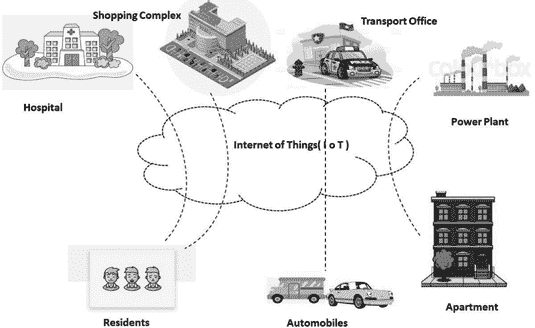 Shopping Complex
Transport Office
Hospital
Power Plant
Internet of Things( I o T )
Residents
Automobiles
Apartment